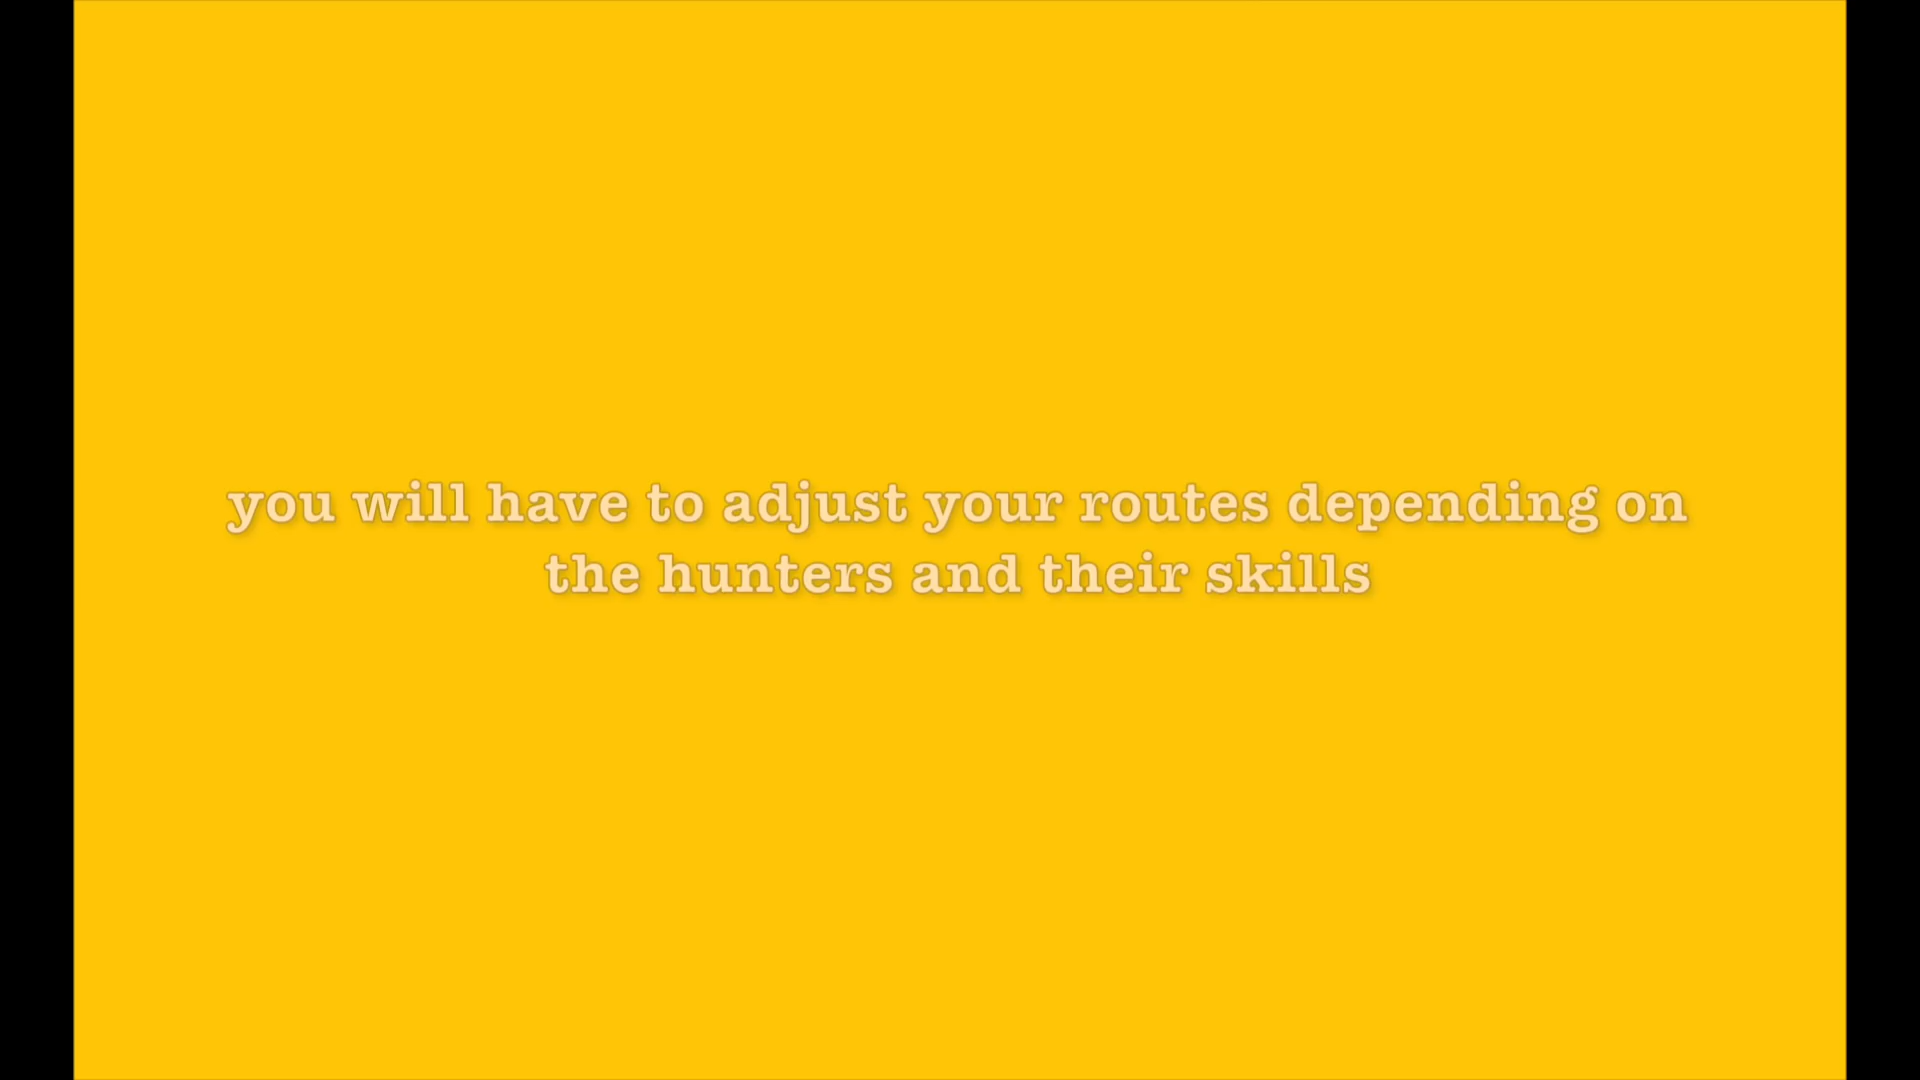 you will have to adjust your routes depending on
the hunters and their skills